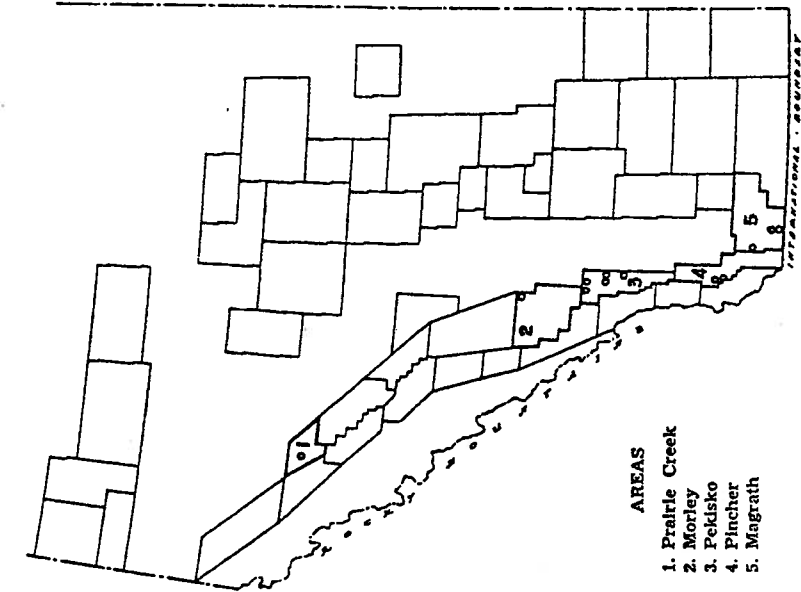 INTERNATIONAL - BOUNDARY
1
2
3
4
5
AREAS
1. Prairie Creek
2. Morley
3. Pekisko
4. Pincher
5. Magrath